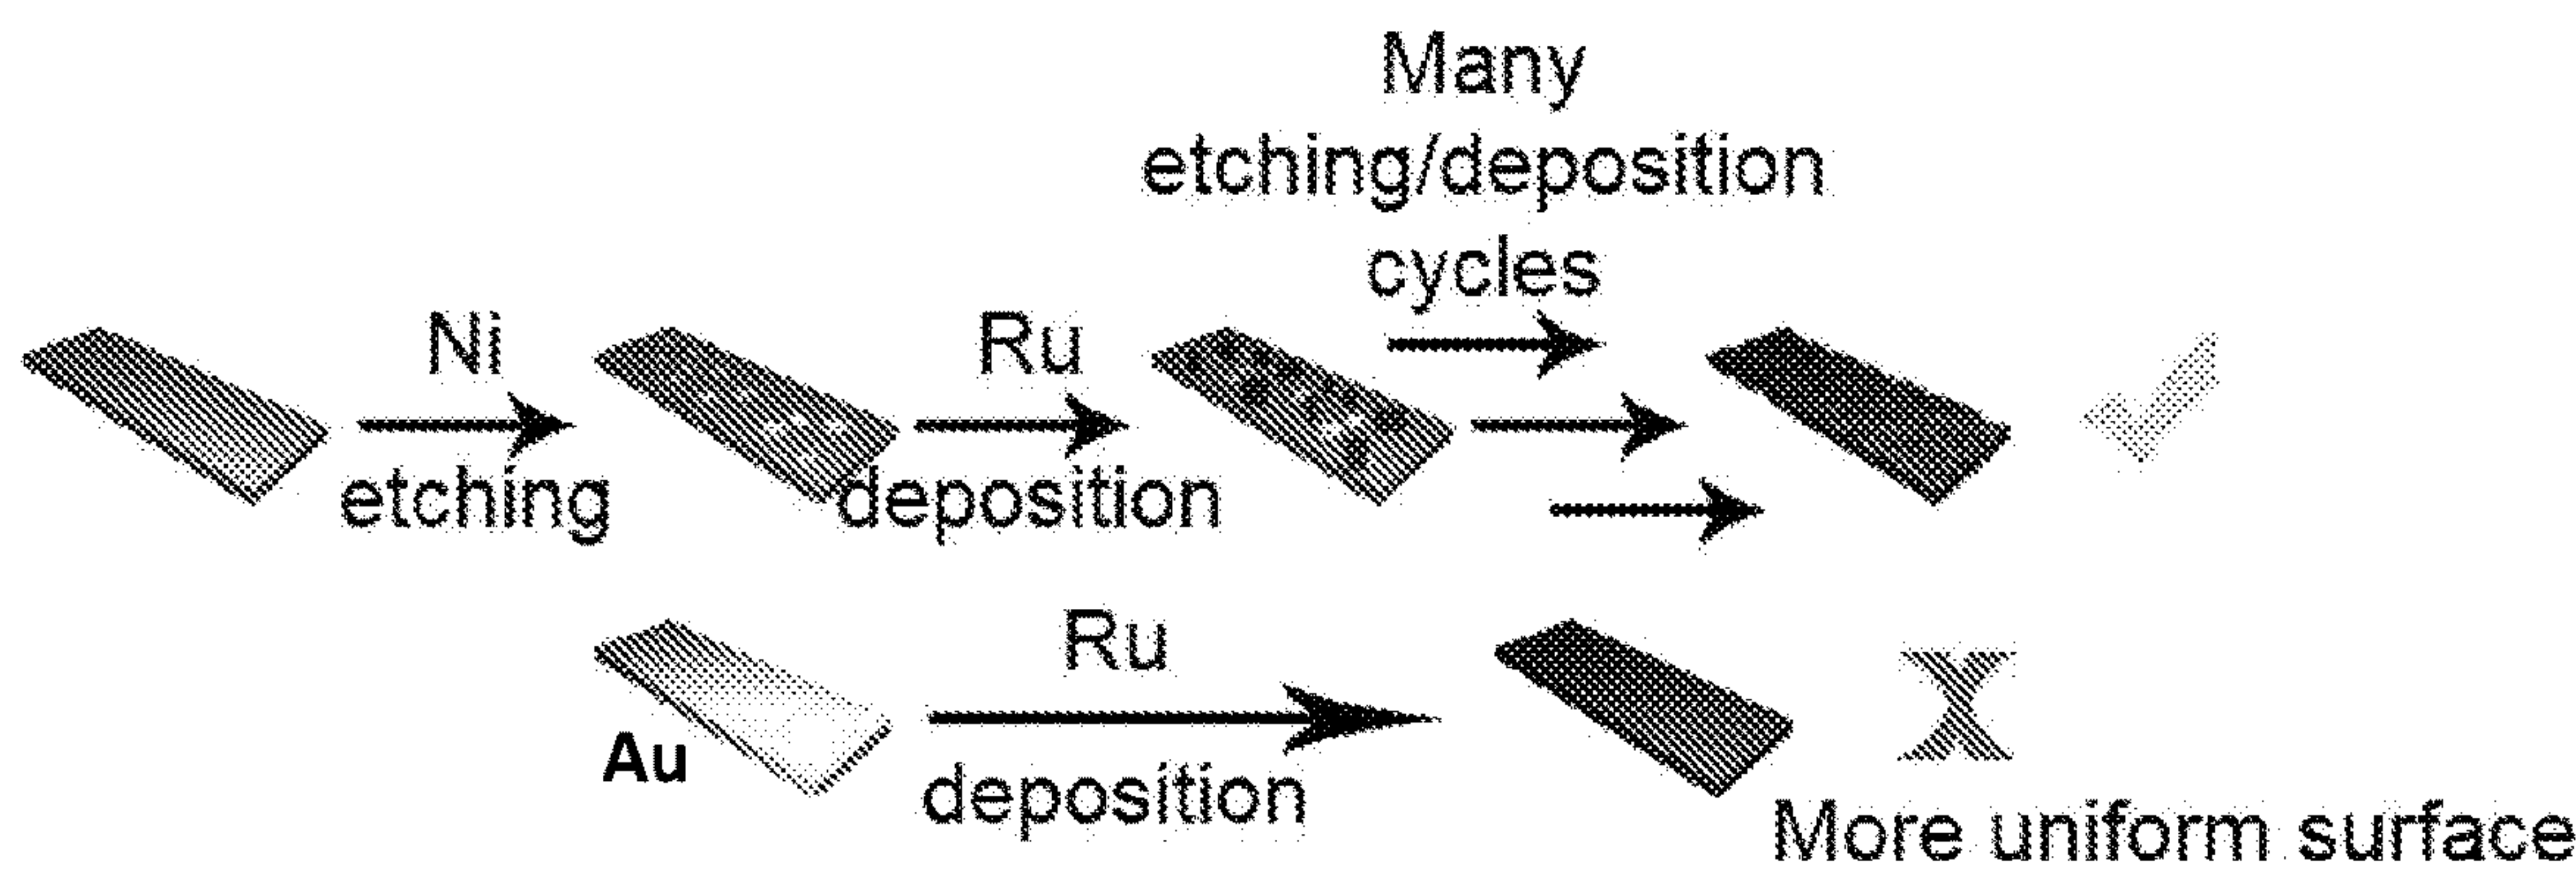 Many
etching/deposition
cycles
Ni
etching
Ru
deposition
Au
Ru
deposition
More uniform surface